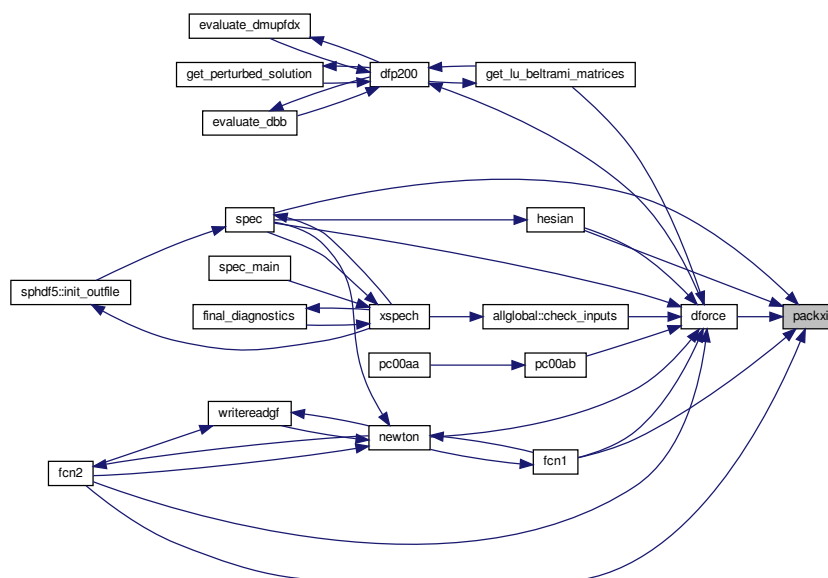 evaluate_dmupfdx
get_perturbed_solution
dfp200
get_lu_beltrami_matrices
evaluate_dbb
spec
hesian
spec_main
sphdf5::init_outfile
final_diagnostics
xspech
allglobal::check_inputs
dforce
packxi
pc00aa
pc00ab
writereadgf
newton
fcn2
fcn1